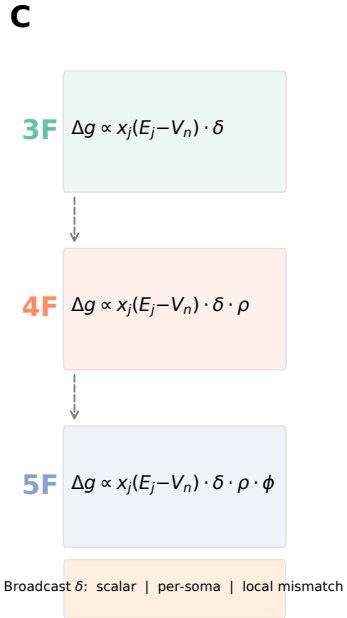 C
3F Δg ∝ x_j(E_j−V_n) · δ
4F Δg ∝ x_j(E_j−V_n) · δ · ρ
5F Δg ∝ x_j(E_j−V_n) · δ · ρ · ϕ
Broadcast δ: scalar | per-soma | local mismatch